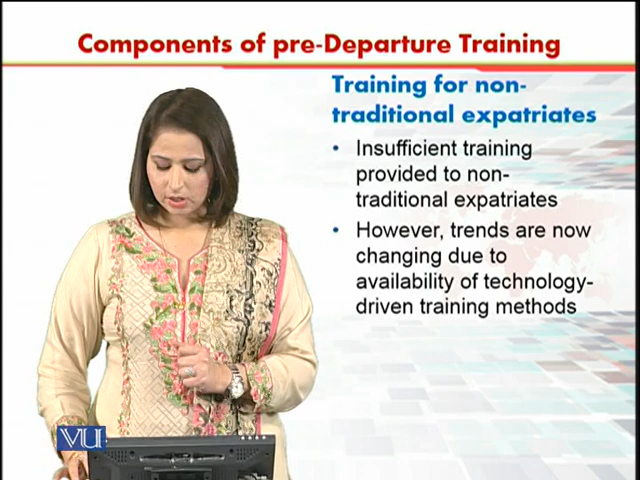 Components of pre-Departure Training
Training for non-
traditional expatriates
• Insufficient training
provided to non-
traditional expatriates
• However, trends are now
changing due to
availability of technology-
driven training methods
VU